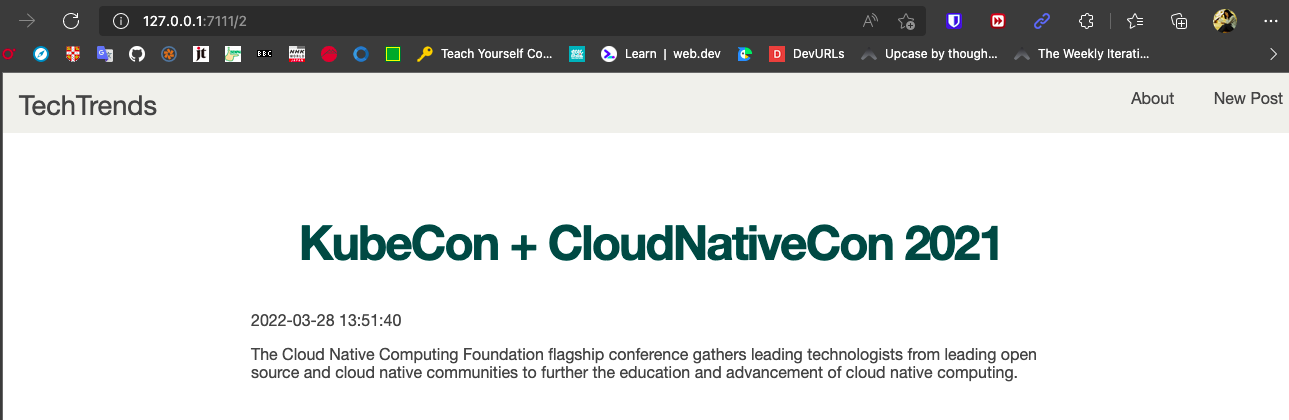 127.0.0.1:7111/2
jt
BBC
NHK
Teach Yourself Co...
Learn | web.dev
D
DevURLs
Upcase by though...
The Weekly Iterati...
TechTrends
About
New Post
KubeCon + CloudNativeCon 2021
2022-03-28 13:51:40
The Cloud Native Computing Foundation flagship conference gathers leading technologists from leading open
source and cloud native communities to further the education and advancement of cloud native computing.